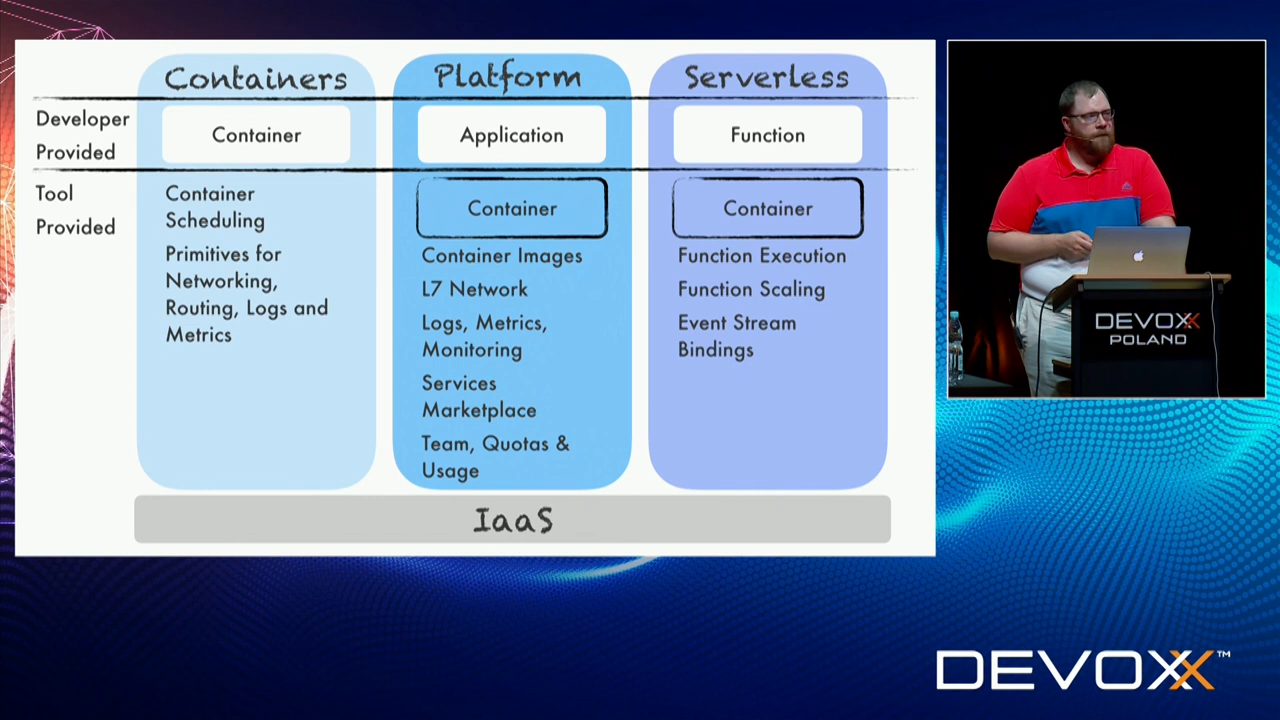 Containers
Platform
Serverless
Developer
Provided
Container
Application
Function
Tool
Provided
Container
Scheduling
Primitives for
Networking,
Routing, Logs and
Metrics
Container
Container Images
L7 Network
Logs, Metrics,
Monitoring
Services
Marketplace
Team, Quotas &
Usage
Container
Function Execution
Function Scaling
Event Stream
Bindings
IaaS
DEVOXX
POLAND
DEVOXX™